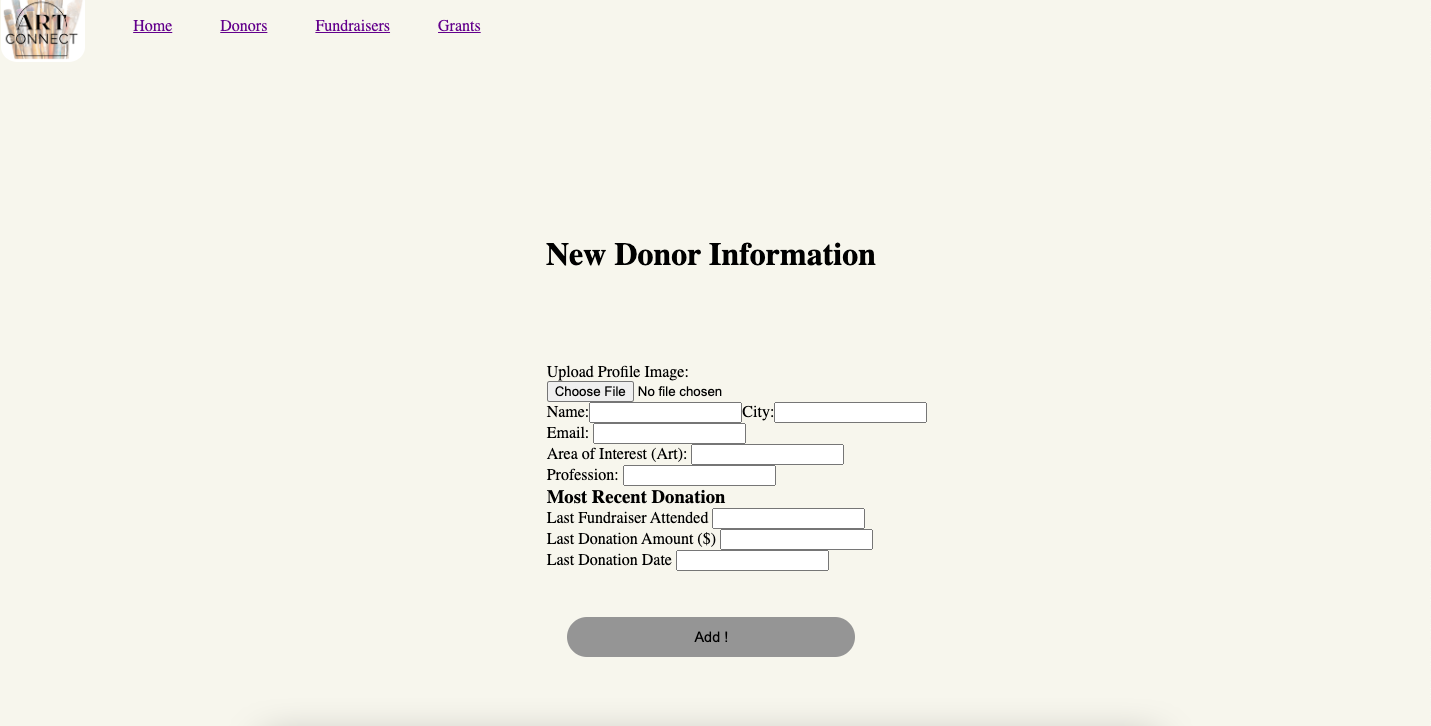 ART
CONNECT
Home Donors Fundraisers Grants
New Donor Information
Upload Profile Image:
Choose File No file chosen
Name: City:
Email:
Area of Interest (Art):
Profession:
Most Recent Donation
Last Fundraiser Attended
Last Donation Amount ($)
Last Donation Date
Add !